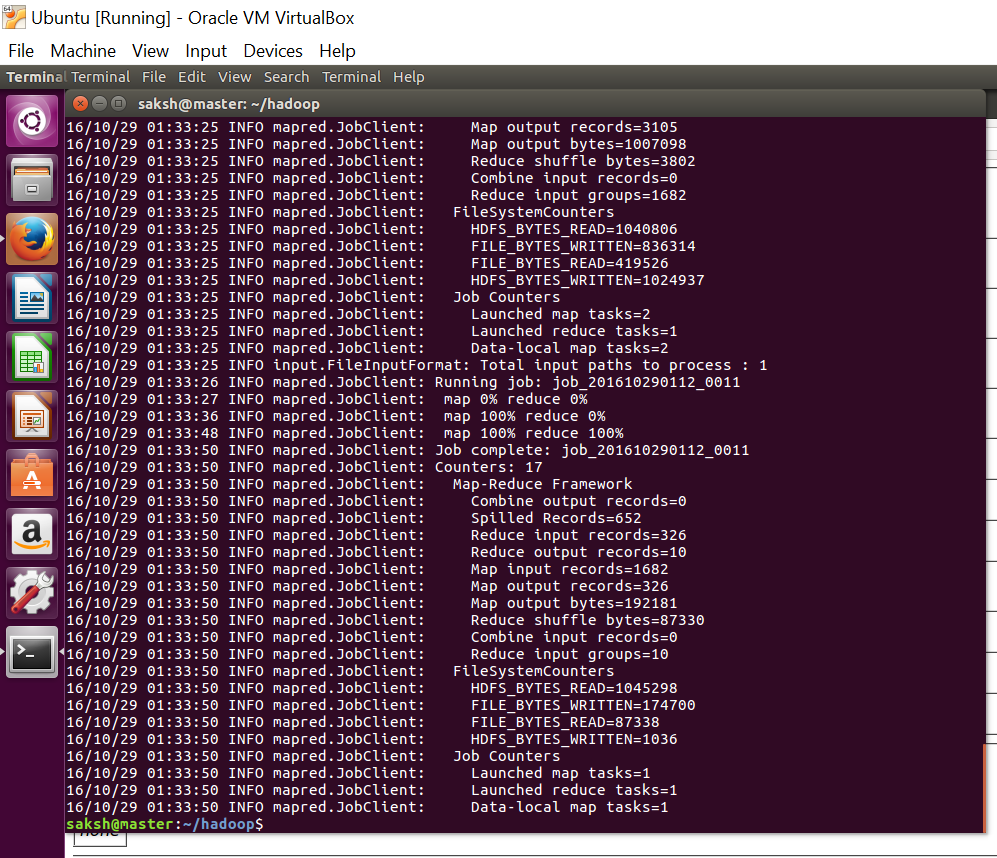 Ubuntu [Running] - Oracle VM VirtualBox
File Machine View Input Devices Help
Terminal Terminal File Edit View Search Terminal Help
saksh@master: ~/hadoop
16/10/29 01:33:25 INFO mapred.JobClient:     Map output records=3105
16/10/29 01:33:25 INFO mapred.JobClient:     Map output bytes=1007098
16/10/29 01:33:25 INFO mapred.JobClient:     Reduce shuffle bytes=3802
16/10/29 01:33:25 INFO mapred.JobClient:     Combine input records=0
16/10/29 01:33:25 INFO mapred.JobClient:     Reduce input groups=1682
16/10/29 01:33:25 INFO mapred.JobClient:   FileSystemCounters
16/10/29 01:33:25 INFO mapred.JobClient:     HDFS_BYTES_READ=1040806
16/10/29 01:33:25 INFO mapred.JobClient:     FILE_BYTES_WRITTEN=836314
16/10/29 01:33:25 INFO mapred.JobClient:     FILE_BYTES_READ=419526
16/10/29 01:33:25 INFO mapred.JobClient:     HDFS_BYTES_WRITTEN=1024937
16/10/29 01:33:25 INFO mapred.JobClient:   Job Counters
16/10/29 01:33:25 INFO mapred.JobClient:     Launched map tasks=2
16/10/29 01:33:25 INFO mapred.JobClient:     Launched reduce tasks=1
16/10/29 01:33:25 INFO mapred.JobClient:     Data-local map tasks=2
16/10/29 01:33:25 INFO input.FileInputFormat: Total input paths to process : 1
16/10/29 01:33:26 INFO mapred.JobClient: Running job: job_201610290112_0011
16/10/29 01:33:27 INFO mapred.JobClient:  map 0% reduce 0%
16/10/29 01:33:36 INFO mapred.JobClient:  map 100% reduce 0%
16/10/29 01:33:48 INFO mapred.JobClient:  map 100% reduce 100%
16/10/29 01:33:50 INFO mapred.JobClient: Job complete: job_201610290112_0011
16/10/29 01:33:50 INFO mapred.JobClient: Counters: 17
16/10/29 01:33:50 INFO mapred.JobClient:   Map-Reduce Framework
16/10/29 01:33:50 INFO mapred.JobClient:     Combine output records=0
16/10/29 01:33:50 INFO mapred.JobClient:     Spilled Records=652
16/10/29 01:33:50 INFO mapred.JobClient:     Reduce input records=326
16/10/29 01:33:50 INFO mapred.JobClient:     Reduce output records=10
16/10/29 01:33:50 INFO mapred.JobClient:     Map input records=1682
16/10/29 01:33:50 INFO mapred.JobClient:     Map output records=326
16/10/29 01:33:50 INFO mapred.JobClient:     Map output bytes=192181
16/10/29 01:33:50 INFO mapred.JobClient:     Reduce shuffle bytes=87330
16/10/29 01:33:50 INFO mapred.JobClient:     Combine input records=0
16/10/29 01:33:50 INFO mapred.JobClient:     Reduce input groups=10
16/10/29 01:33:50 INFO mapred.JobClient:   FileSystemCounters
16/10/29 01:33:50 INFO mapred.JobClient:     HDFS_BYTES_READ=1045298
16/10/29 01:33:50 INFO mapred.JobClient:     FILE_BYTES_WRITTEN=174700
16/10/29 01:33:50 INFO mapred.JobClient:     FILE_BYTES_READ=87338
16/10/29 01:33:50 INFO mapred.JobClient:     HDFS_BYTES_WRITTEN=1036
16/10/29 01:33:50 INFO mapred.JobClient:   Job Counters
16/10/29 01:33:50 INFO mapred.JobClient:     Launched map tasks=1
16/10/29 01:33:50 INFO mapred.JobClient:     Launched reduce tasks=1
16/10/29 01:33:50 INFO mapred.JobClient:     Data-local map tasks=1
saksh@master:~/hadoop$
none